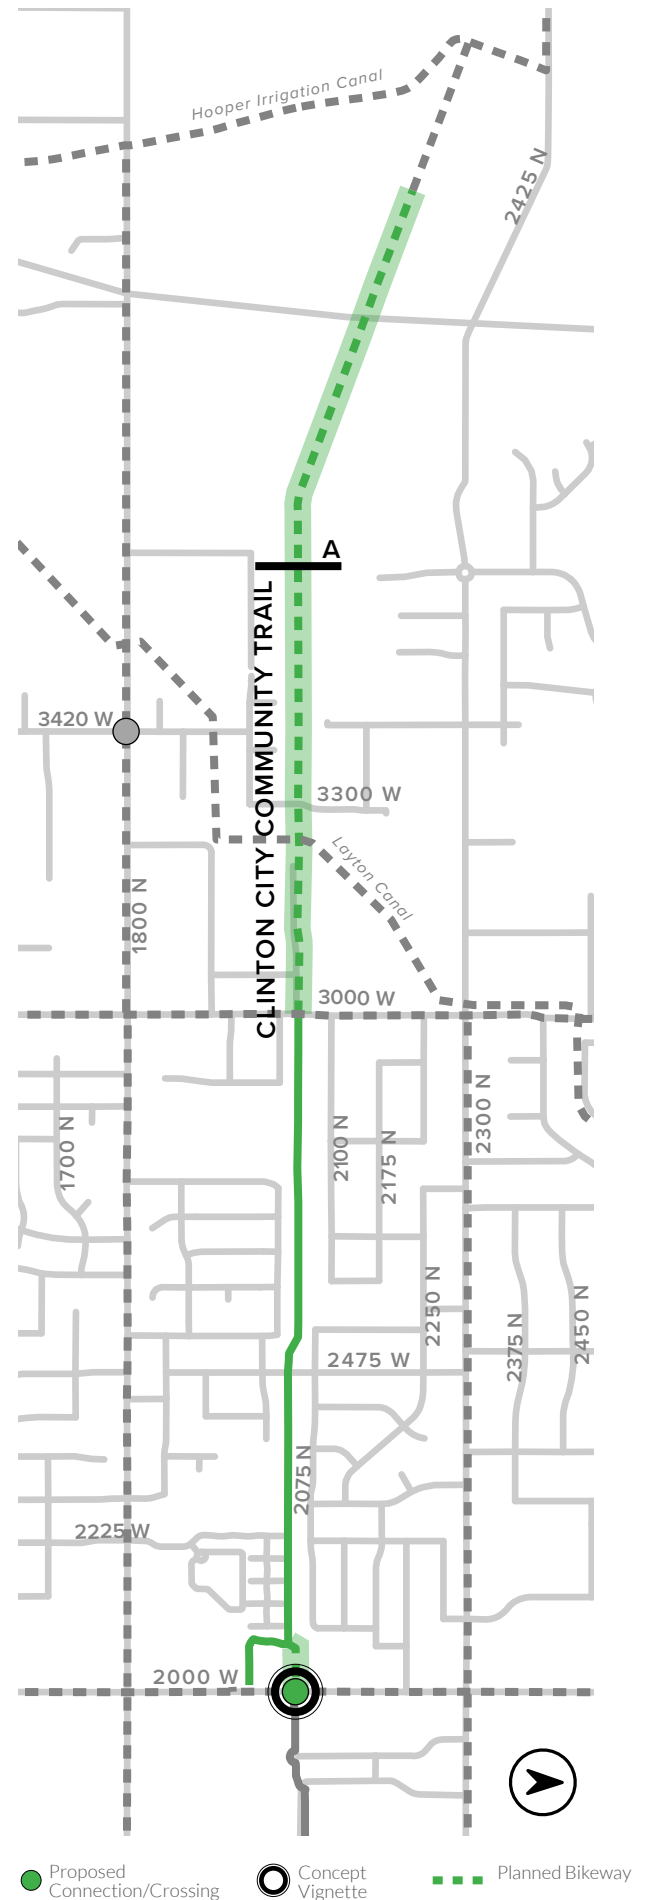 Hooper Irrigation Canal
2425 N
A
CLINTON CITY COMMUNITY TRAIL
3420 W
3300 W
Layton Canal
1800 N
3000 W
1700 N
2100 N
2175 N
2300 N
2250 N
2375 N
2450 N
2475 W
2075 N
2225 W
2000 W
Proposed
Connection/Crossing
Concept
Vignette
Planned Bikeway